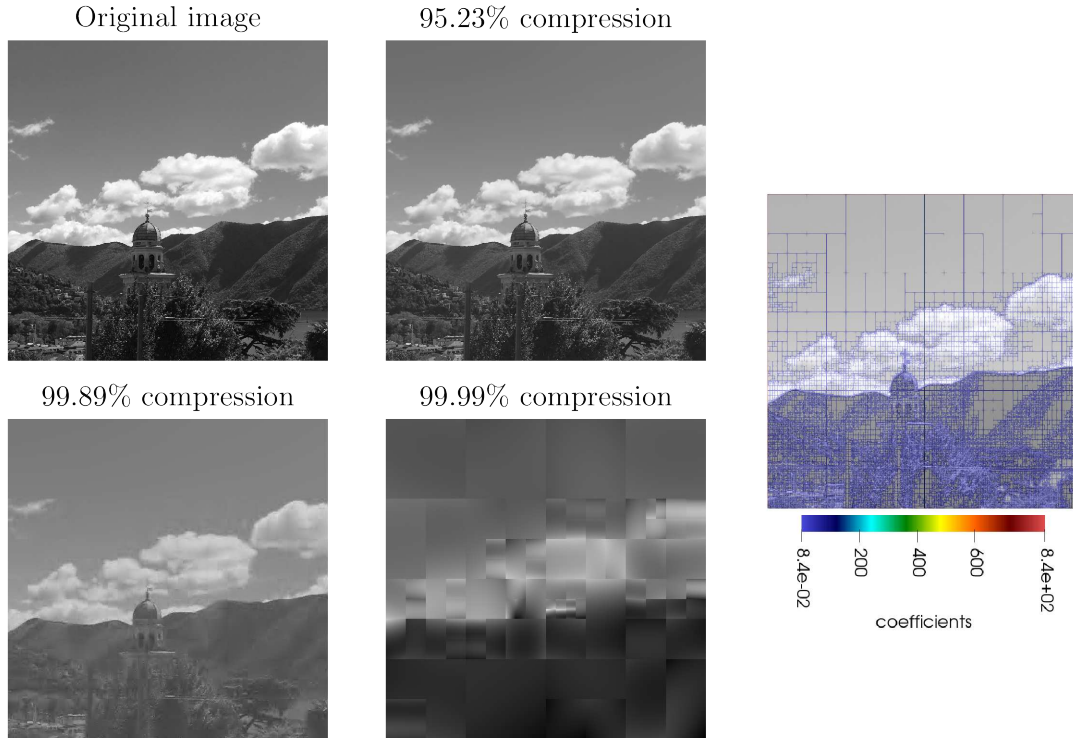 Original image
95.23% compression
99.89% compression
99.99% compression
8.4e-02
200
400
600
8.4e+02
coefficients